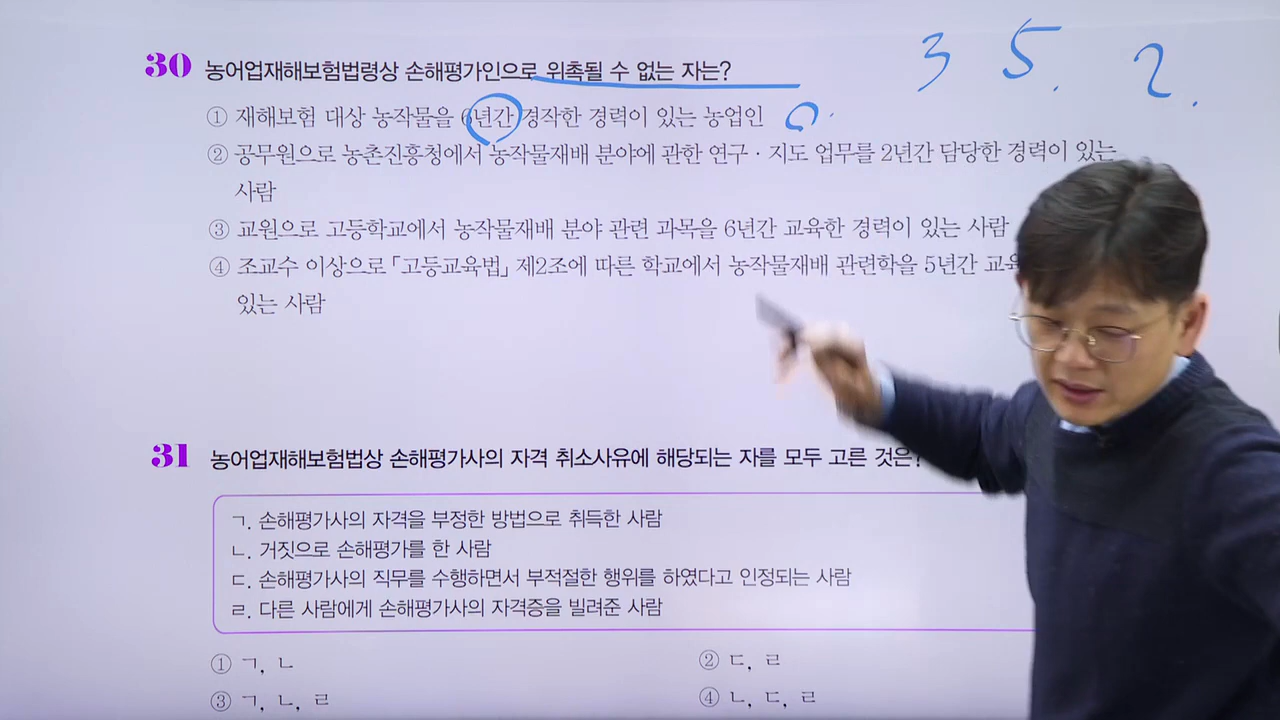 3 5. 2.
30 농어업재해보험법령상 손해평가인으로 위촉될 수 없는 자는?
① 재해보험 대상 농작물을 6년간 경작한 경력이 있는 농업인
② 공무원으로 농촌진흥청에서 농작물재배 분야에 관한 연구·지도 업무를 2년간 담당한 경력이 있는
사람
③ 교원으로 고등학교에서 농작물재배 분야 관련 과목을 6년간 교육한 경력이 있는 사람
④ 조교수 이상으로 「고등교육법」 제2조에 따른 학교에서 농작물재배 관련학을 5년간
있는 사람
31 농어업재해보험법상 손해평가사의 자격 취소사유에 해당되는 자를 모두 고른 것은?
ㄱ. 손해평가사의 자격을 부정한 방법으로 취득한 사람
ㄴ. 거짓으로 손해평가를 한 사람
ㄷ. 손해평가사의 직무를 수행하면서 부적절한 행위를 하였다고 인정되는 사람
ㄹ. 다른 사람에게 손해평가사의 자격증을 빌려준 사람
① ㄱ, ㄴ ② ㄷ, ㄹ
③ ㄱ, ㄴ, ㄹ ④ ㄴ, ㄷ, ㄹ